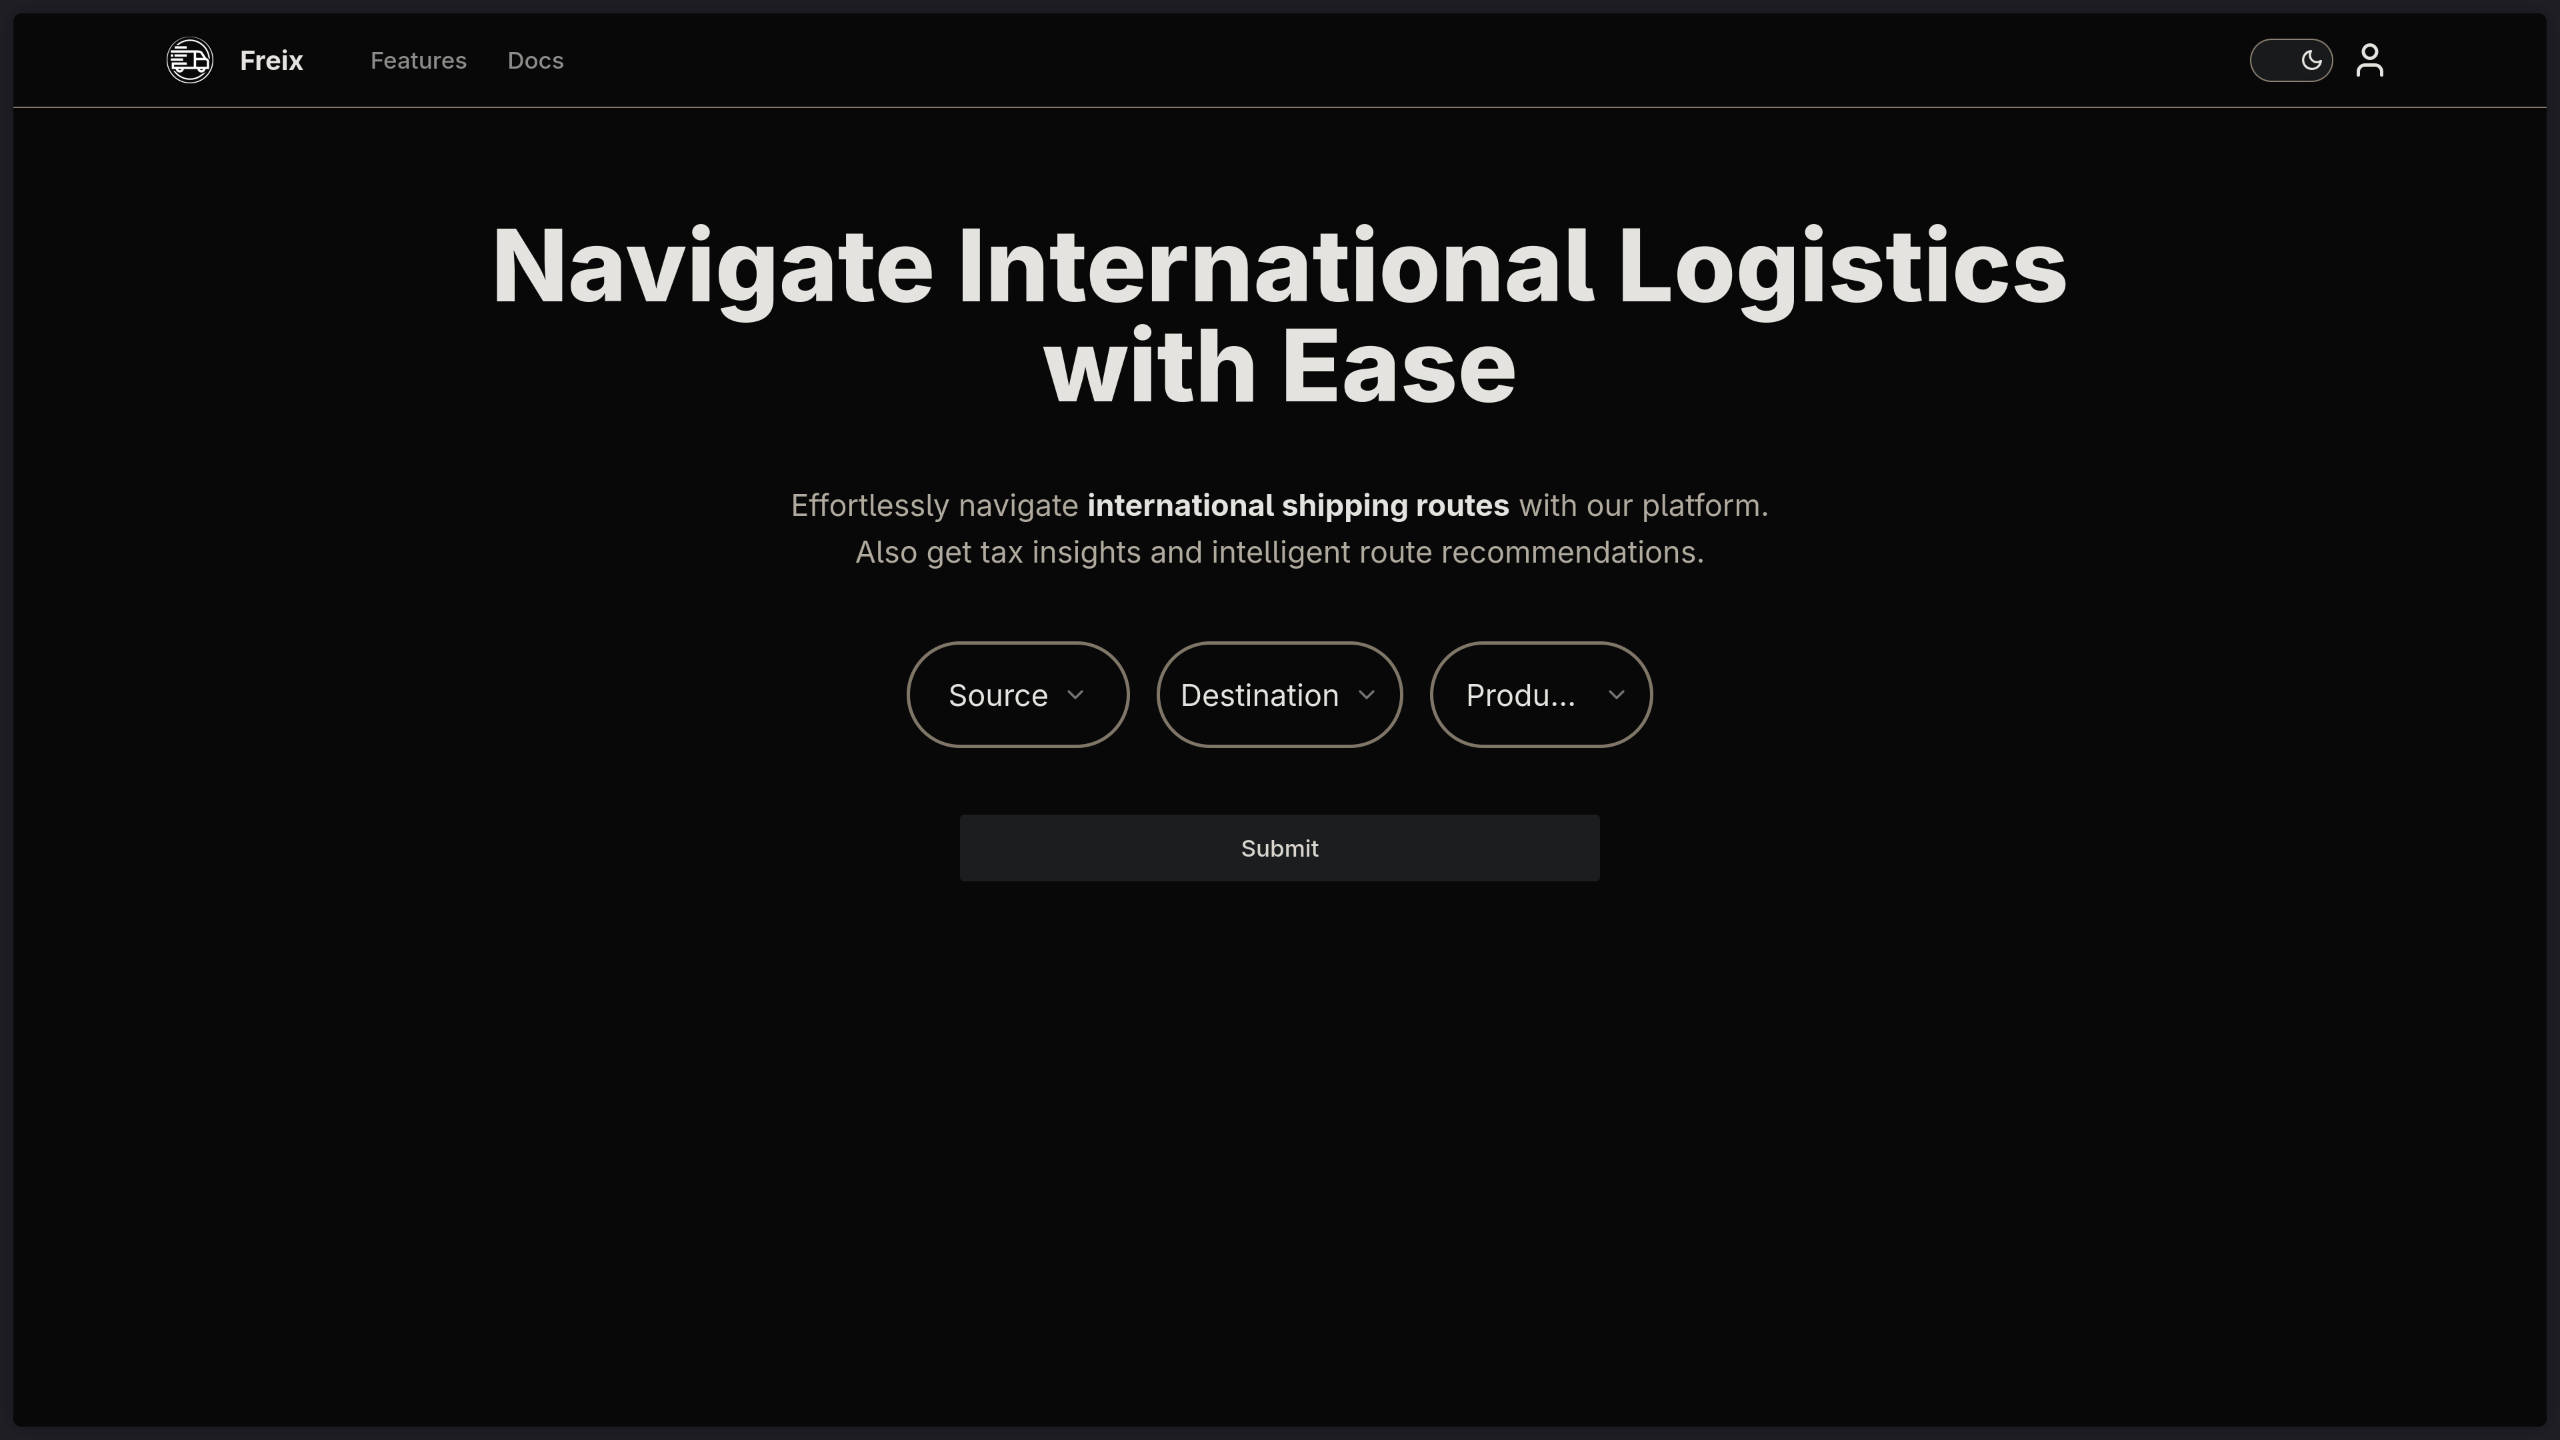 Freix
Features
Docs
Navigate International Logistics
with Ease
Effortlessly navigate international shipping routes with our platform.
Also get tax insights and intelligent route recommendations.
Source
Destination
Produ...
Submit